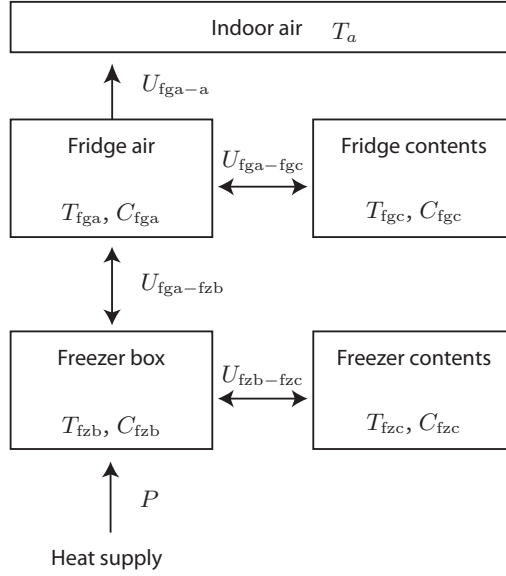 Indoor air T_a
U_fga−a
Fridge air
T_fga, C_fga
U_fga−fgc
Fridge contents
T_fgc, C_fgc
U_fga−fzb
Freezer box
T_fzb, C_fzb
U_fzb−fzc
Freezer contents
T_fzc, C_fzc
P
Heat supply